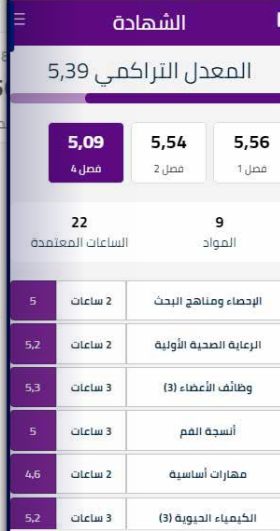 الشهادة
المعدل التراكمي 5,39
5,56 5,54 5,09
فصل 1 فصل 2 فصل 4
9 22
المواد الساعات المعتمدة
الإحصاء ومناهج البحث 2 ساعات 5
الرعاية الصحية الأولية 2 ساعات 5,2
وظائف الأعضاء (3) 3 ساعات 5,3
أنسجة الفم 3 ساعات 5
مهارات أساسية 2 ساعات 4,6
الكيمياء الحيوية (3) 3 ساعات 5,2